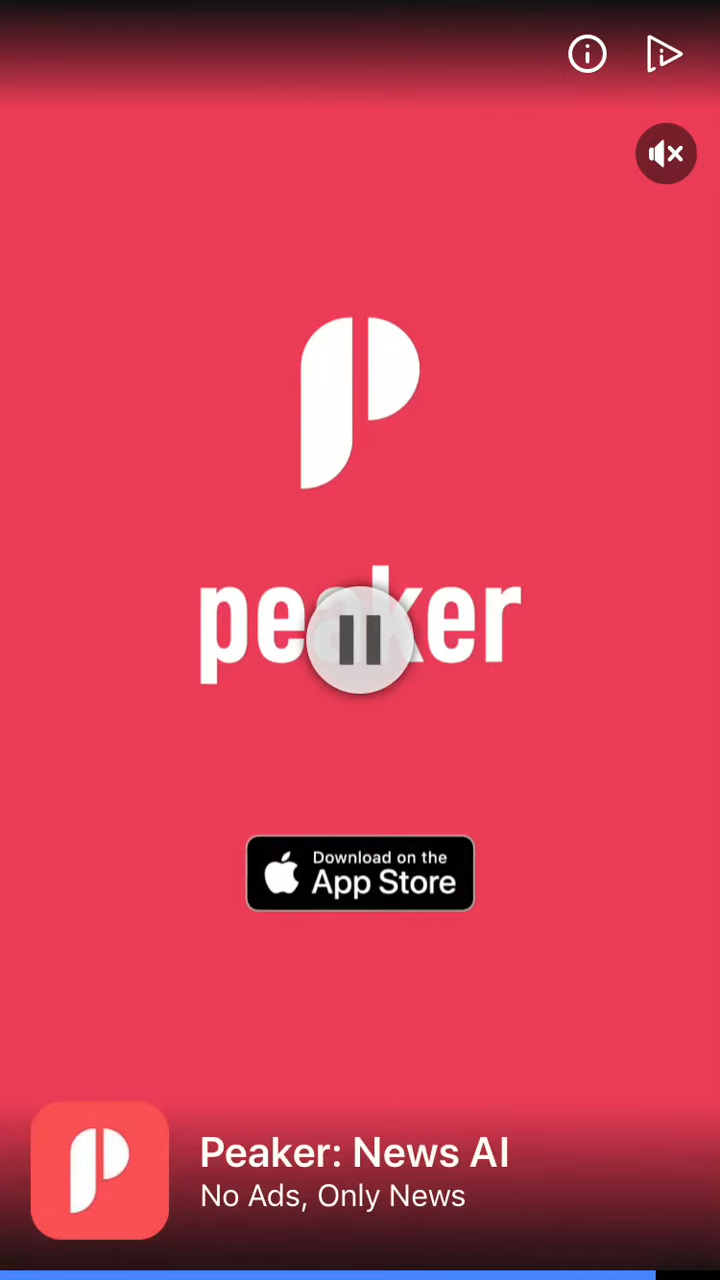 peaker
Download on the
App Store
Peaker: News AI
No Ads, Only News